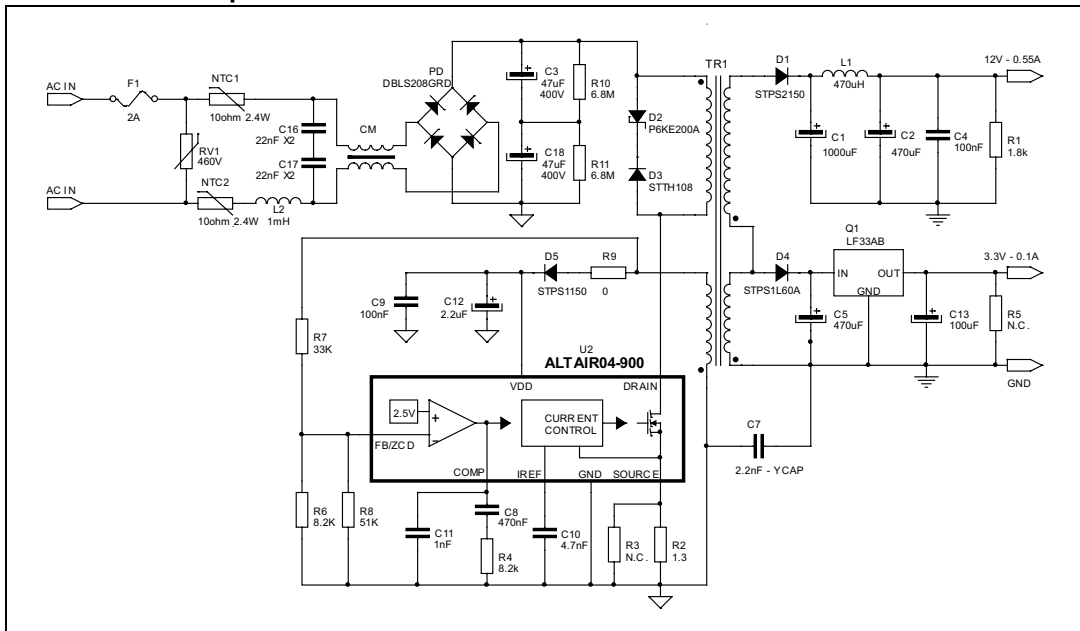 AC IN
F1
2A
NTC1
10ohm 2.4W
RV1
460V
C16
22nF X2
C17
22nF X2
CM
AC IN
NTC2
10ohm 2.4W
L2
1mH
PD
DBLS208GRD
C3
47uF
400V
R10
6.8M
C18
47uF
400V
R11
6.8M
D2
P6KE200A
D3
STTH108
TR1
D1
STPS2150
L1
470uH
12V - 0.55A
C1
1000uF
C2
470uF
C4
100nF
R1
1.8k
Q1
LF33AB
D4
STPS1L60A
IN
OUT
GND
3.3V - 0.1A
C5
470uF
C13
100uF
R5
N.C.
GND
D5
STPS1150
R9
0
C9
100nF
C12
2.2uF
R7
33K
U2
ALTAIR04-900
VDD
DRAIN
2.5V
+
-
CURRENT
CONTROL
FB/ZCD
COMP
IREF
GND
SOURCE
C7
2.2nF - YCAP
R6
8.2K
R8
51K
C11
1nF
C8
470nF
R4
8.2k
C10
4.7nF
R3
N.C.
R2
1.3